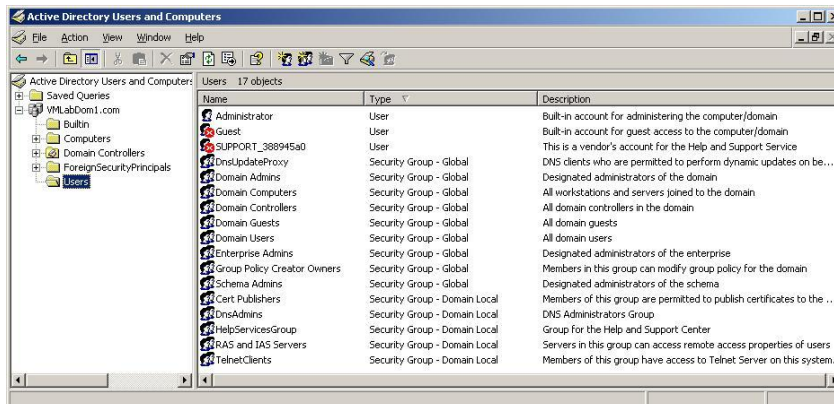 Active Directory Users and Computers
File Action View Window Help
Active Directory Users and Computers
Saved Queries
VMLabDom1.com
Builtin
Computers
Domain Controllers
ForeignSecurityPrincipals
Users
Users 17 objects
Name Type Description
Administrator User Built-in account for administering the computer/domain
Guest User Built-in account for guest access to the computer/domain
SUPPORT_388945a0 User This is a vendor's account for the Help and Support Service
DnsUpdateProxy Security Group - Global DNS clients who are permitted to perform dynamic updates on be...
Domain Admins Security Group - Global Designated administrators of the domain
Domain Computers Security Group - Global All workstations and servers joined to the domain
Domain Controllers Security Group - Global All domain controllers in the domain
Domain Guests Security Group - Global All domain guests
Domain Users Security Group - Global All domain users
Enterprise Admins Security Group - Global Designated administrators of the enterprise
Group Policy Creator Owners Security Group - Global Members in this group can modify group policy for the domain
Schema Admins Security Group - Global Designated administrators of the schema
Cert Publishers Security Group - Domain Local Members of this group are permitted to publish certificates to the ...
DnsAdmins Security Group - Domain Local DNS Administrators Group
HelpServicesGroup Security Group - Domain Local Group for the Help and Support Center
RAS and IAS Servers Security Group - Domain Local Servers in this group can access remote access properties of users
TelnetClients Security Group - Domain Local Members of this group have access to Telnet Server on this system.